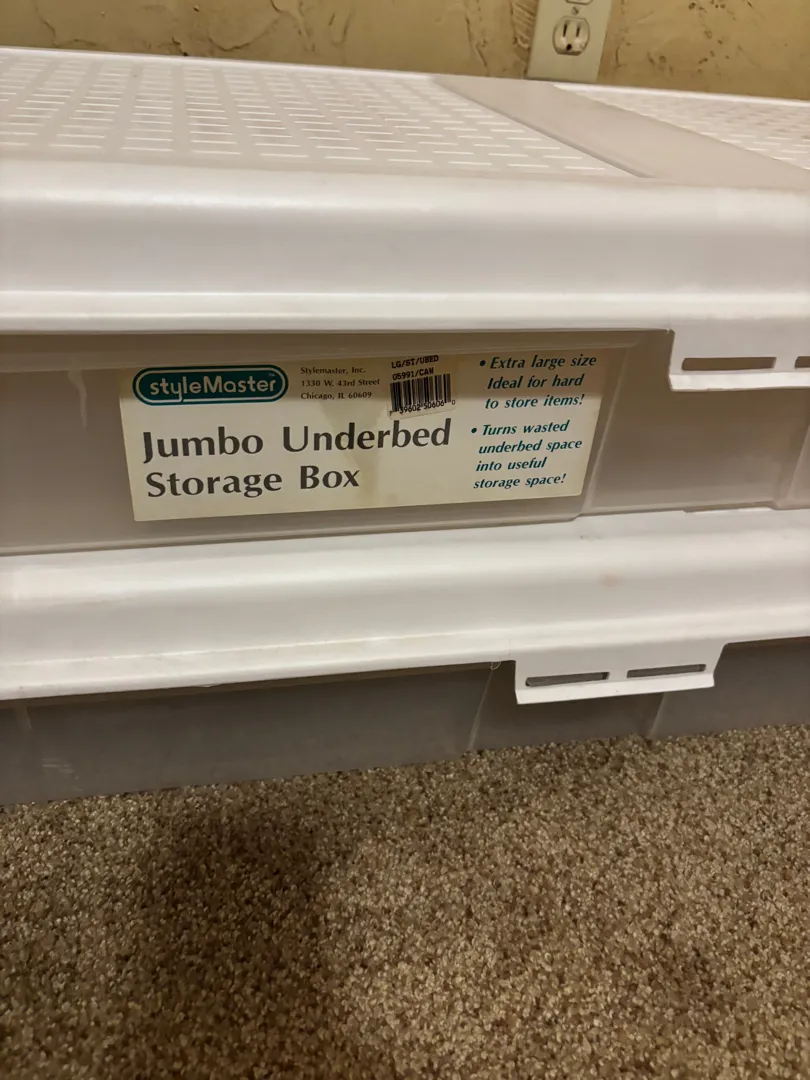 styleMaster™
Stylemaster, Inc.
1330 W. 43rd Street
Chicago, IL 60609
LG/ST/UBED
05991/CAN
Jumbo Underbed
Storage Box
• Extra large size
Ideal for hard
to store items!
• Turns wasted
underbed space
into useful
storage space!